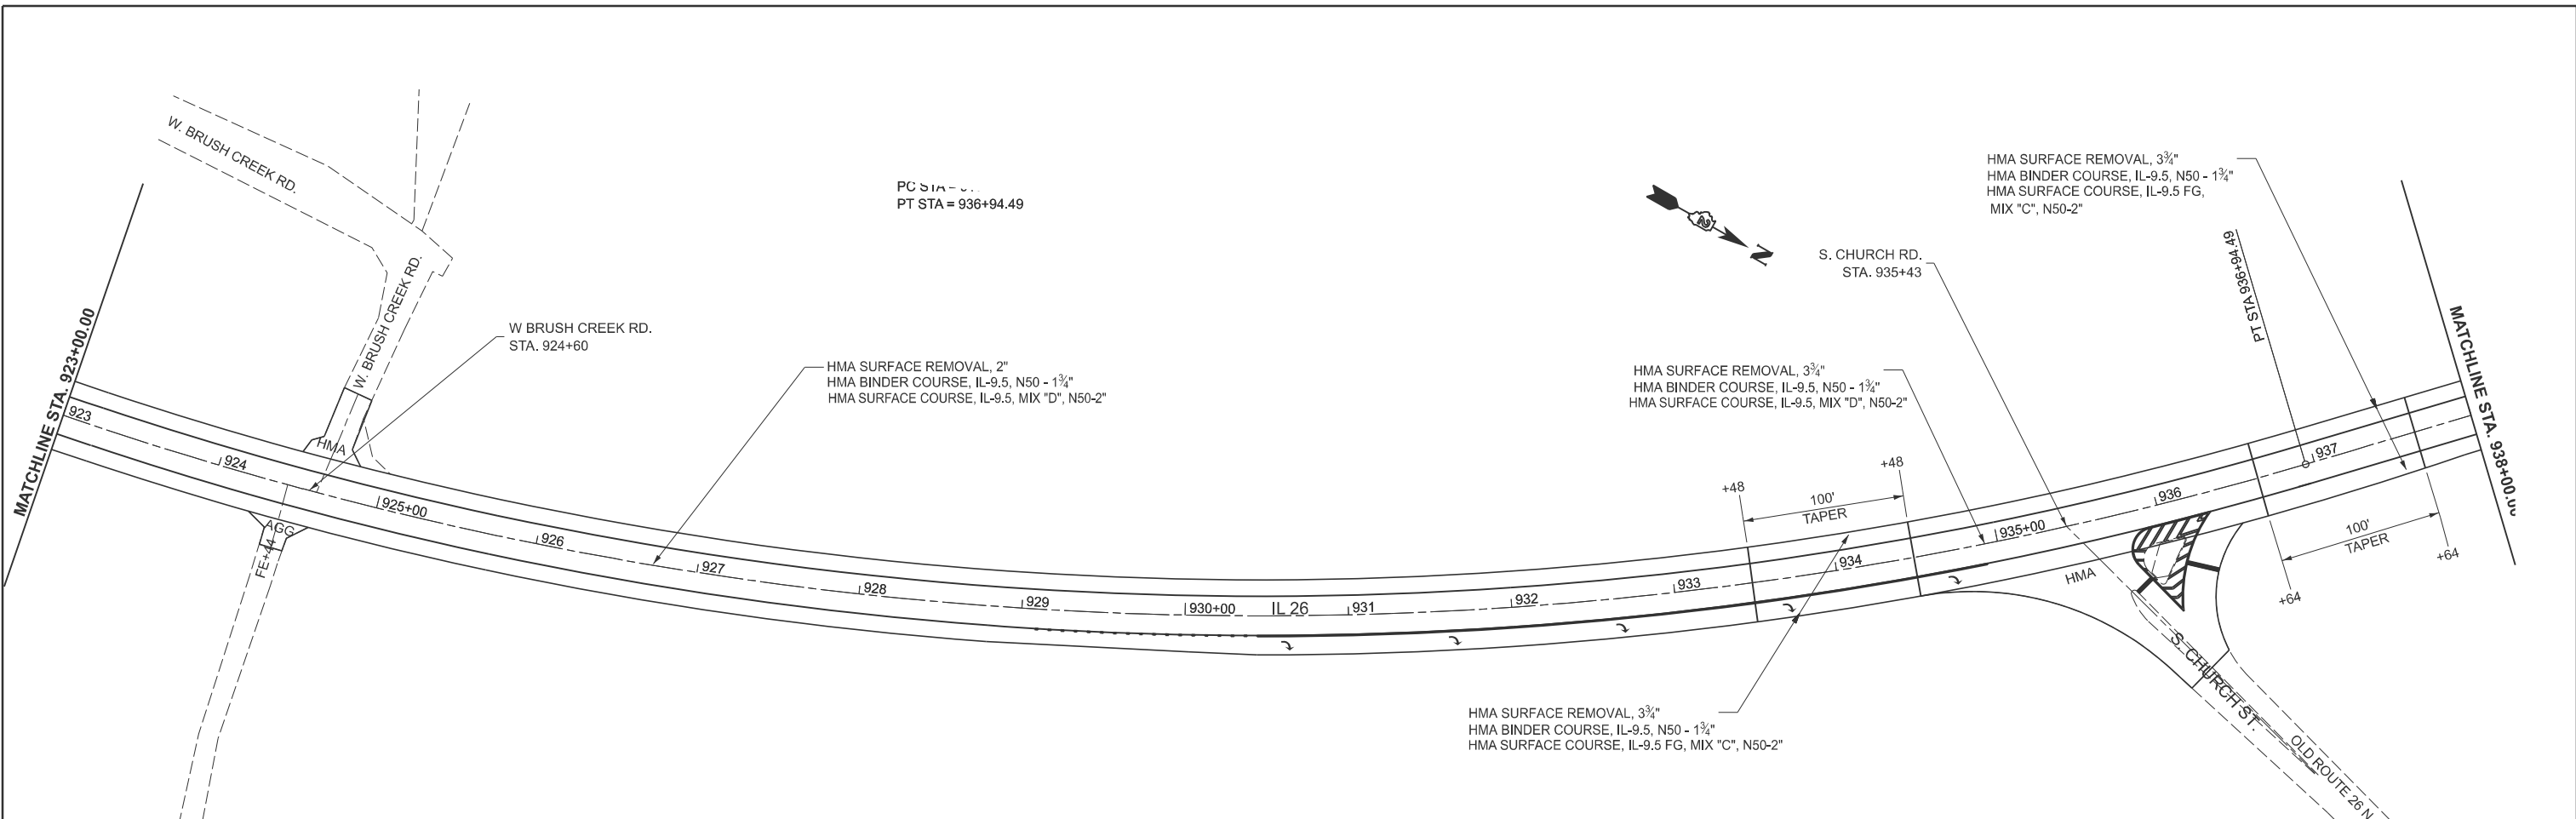 W. BRUSH CREEK RD.
PC STA
PT STA = 936+94.49
N
HMA SURFACE REMOVAL, 3¾"
HMA BINDER COURSE, IL-9.5, N50 - 1¾"
HMA SURFACE COURSE, IL-9.5 FG,
MIX "C", N50-2"
S. CHURCH RD.
STA. 935+43
PT STA 936+94.49
MATCHLINE STA. 923+00.00
W. BRUSH CREEK RD.
W BRUSH CREEK RD.
STA. 924+60
HMA SURFACE REMOVAL, 2"
HMA BINDER COURSE, IL-9.5, N50 - 1¾"
HMA SURFACE COURSE, IL-9.5, MIX "D", N50-2"
HMA SURFACE REMOVAL, 3¾"
HMA BINDER COURSE, IL-9.5, N50 - 1¾"
HMA SURFACE COURSE, IL-9.5, MIX "D", N50-2"
MATCHLINE STA. 938+00.00
923
924
HMA
925+00
926
927
928
929
930+00
IL 26
931
932
933
934
935+00
936
937
+48
100'
TAPER
+48
AGG
FE+44
HMA
+64
100'
TAPER
+64
HMA SURFACE REMOVAL, 3¾"
HMA BINDER COURSE, IL-9.5, N50 - 1¾"
HMA SURFACE COURSE, IL-9.5 FG, MIX "C", N50-2"
S. CHURCH ST.
OLD ROUTE 26 N